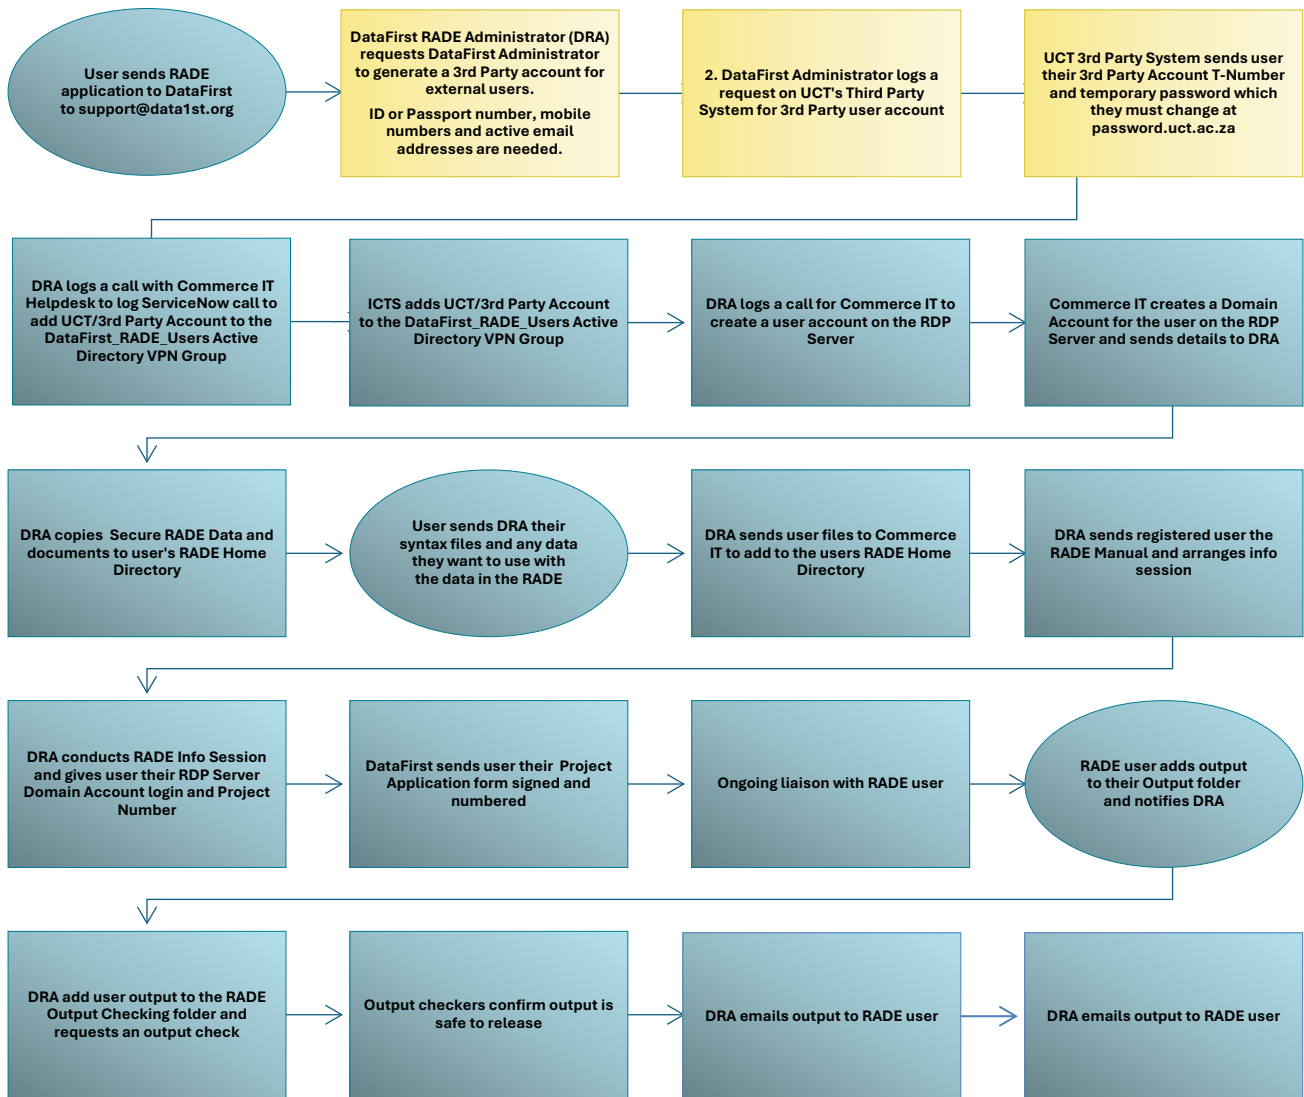 User sends RADE
application to DataFirst
to support@data1st.org
DataFirst RADE Administrator (DRA)
requests DataFirst Administrator
to generate a 3rd Party account for
external users.
ID or Passport number, mobile
numbers and active email
addresses are needed.
2. DataFirst Administrator logs a
request on UCT's Third Party
System for 3rd Party user account
UCT 3rd Party System sends user
their 3rd Party Account T-Number
and temporary password which
they must change at
password.uct.ac.za
DRA logs a call with Commerce IT
Helpdesk to log ServiceNow call to
add UCT/3rd Party Account to the
DataFirst_RADE_Users Active
Directory VPN Group
ICTS adds UCT/3rd Party Account
to the DataFirst_RADE_Users Active
Directory VPN Group
DRA logs a call for Commerce IT to
create a user account on the RDP
Server
Commerce IT creates a Domain
Account for the user on the RDP
Server and sends details to DRA
DRA copies Secure RADE Data and
documents to user's RADE Home
Directory
User sends DRA their
syntax files and any data
they want to use with
the data in the RADE
DRA sends user files to Commerce
IT to add to the users RADE Home
Directory
DRA sends registered user the
RADE Manual and arranges info
session
DRA conducts RADE Info Session
and gives user their RDP Server
Domain Account login and Project
Number
DataFirst sends user their Project
Application form signed and
numbered
Ongoing liaison with RADE user
RADE user adds output
to their Output folder
and notifies DRA
DRA add user output to the RADE
Output Checking folder and
requests an output check
Output checkers confirm output is
safe to release
DRA emails output to RADE user
DRA emails output to RADE user